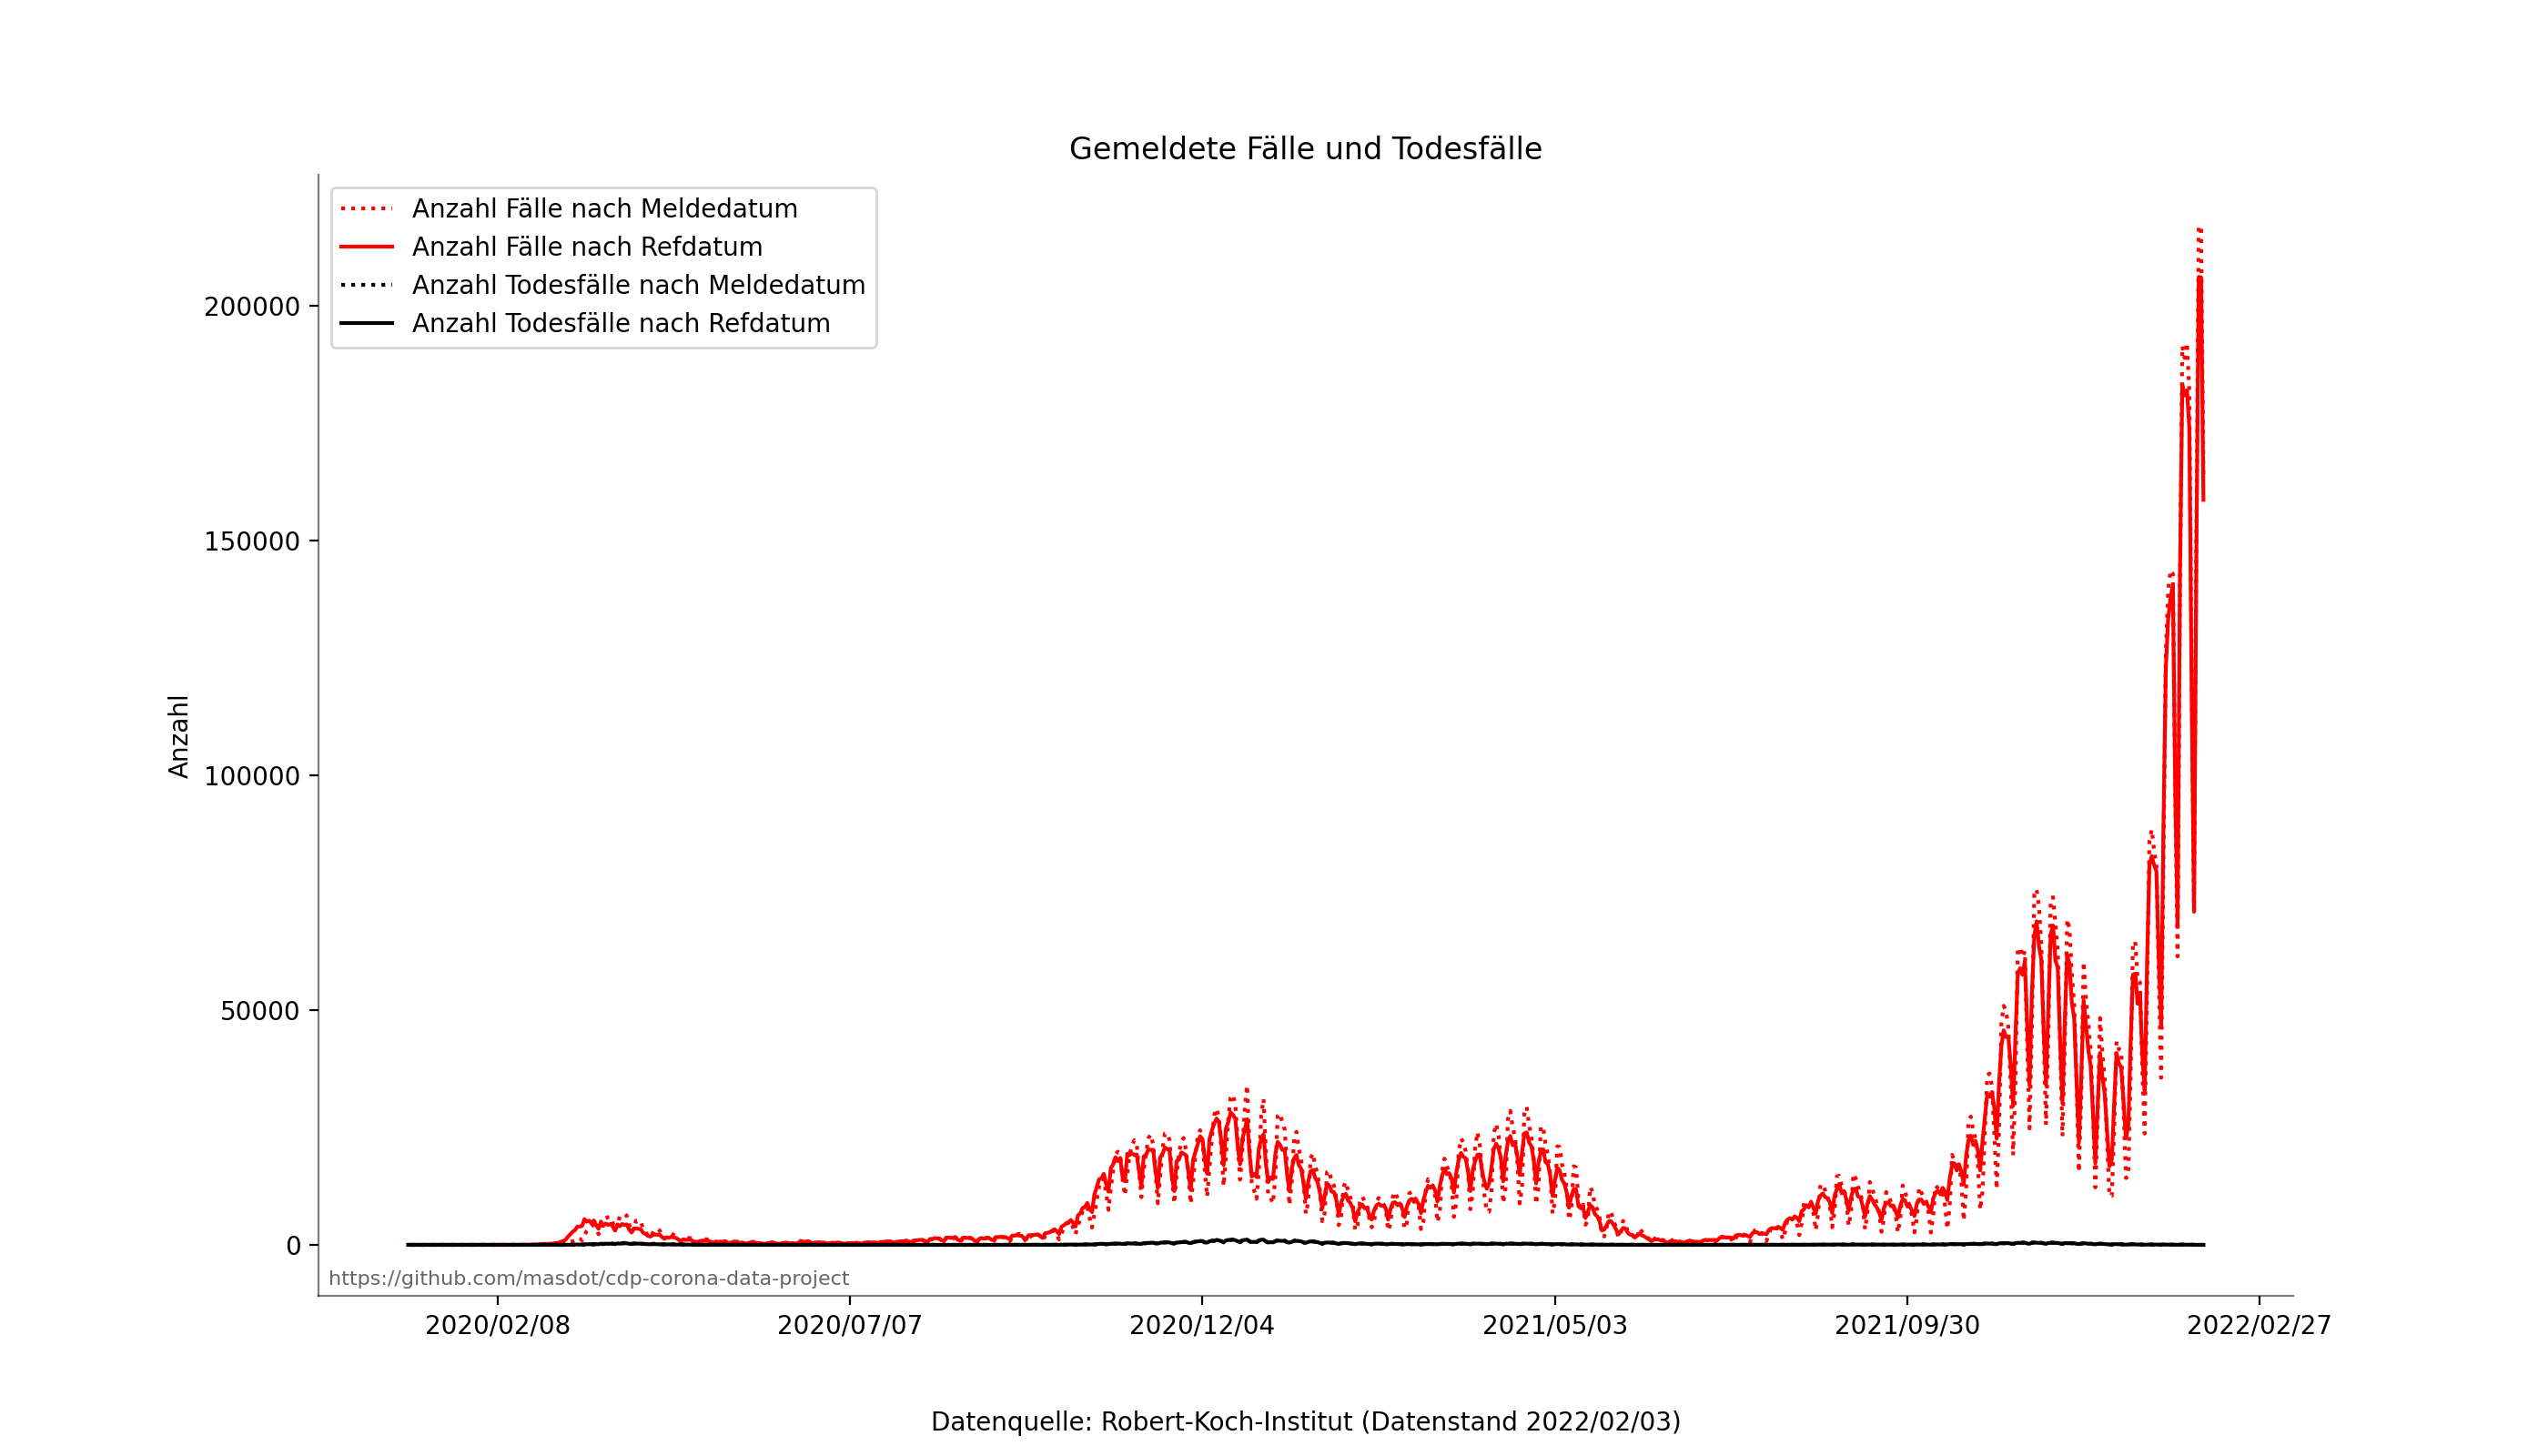 Gemeldete Fälle und Todesfälle
Anzahl Fälle nach Meldedatum
Anzahl Fälle nach Refdatum
Anzahl Todesfälle nach Meldedatum
Anzahl Todesfälle nach Refdatum
200000
150000
100000
50000
0
Anzahl
https://github.com/masdot/cdp-corona-data-project
2020/02/08 2020/07/07 2020/12/04 2021/05/03 2021/09/30 2022/02/27
Datenquelle: Robert-Koch-Institut (Datenstand 2022/02/03)